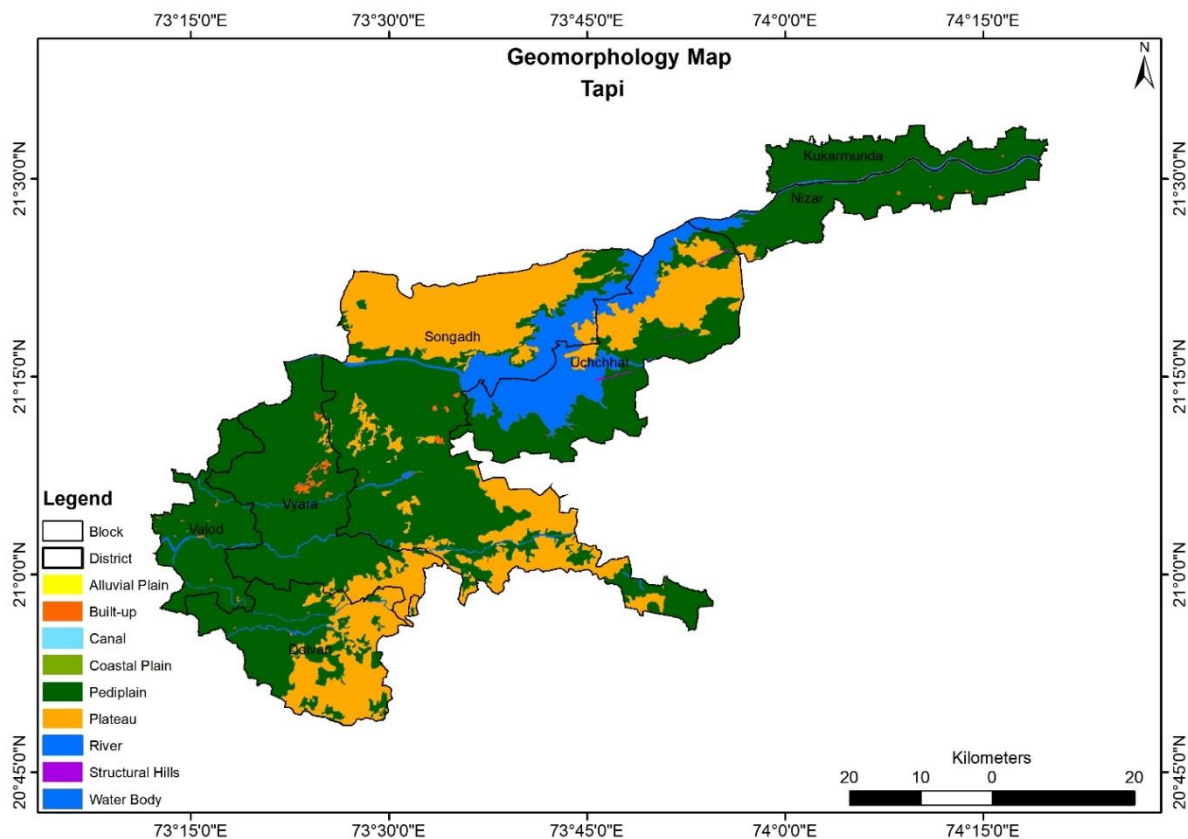 73°15'0"E 73°30'0"E 73°45'0"E 74°0'0"E 74°15'0"E
Geomorphology Map
Tapi
N
21°30'0"N 21°30'0"N
21°15'0"N 21°15'0"N
21°0'0"N 21°0'0"N
20°45'0"N 20°45'0"N
Kukarmunda
Nizar
Songadh
Uchchhal
Vyara
Valod
Dolvan
Legend
Block
District
Alluvial Plain
Built-up
Canal
Coastal Plain
Pediplain
Plateau
River
Structural Hills
Water Body
Kilometers
20 10 0 20
73°15'0"E 73°30'0"E 73°45'0"E 74°0'0"E 74°15'0"E